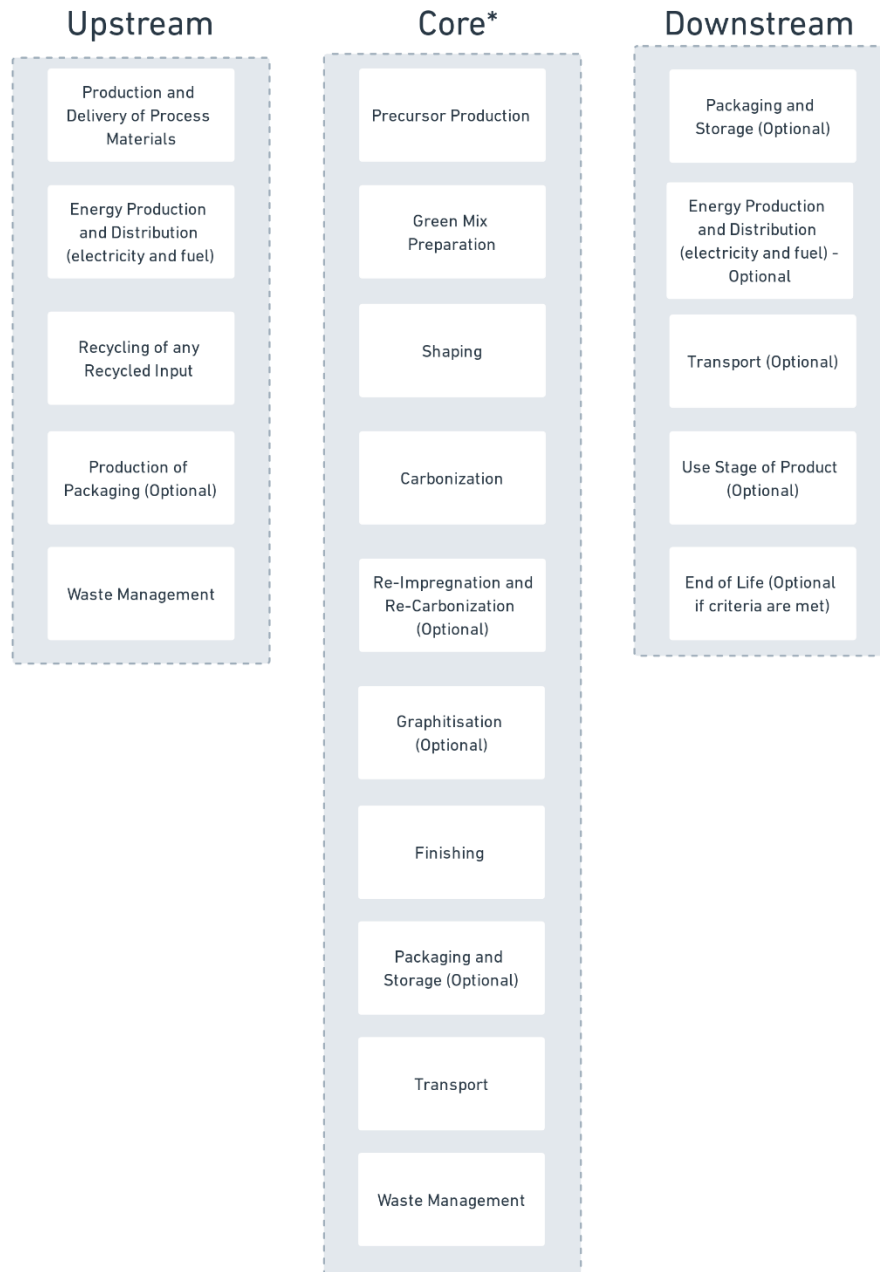 Upstream
Production and
Delivery of Process
Materials
Energy Production
and Distribution
(electricity and fuel)
Recycling of any
Recycled Input
Production of
Packaging (Optional)
Waste Management
Core*
Precursor Production
Green Mix
Preparation
Shaping
Carbonization
Re-Impregnation and
Re-Carbonization
(Optional)
Graphitisation
(Optional)
Finishing
Packaging and
Storage (Optional)
Transport
Waste Management
Downstream
Packaging and
Storage (Optional)
Energy Production
and Distribution
(electricity and fuel) -
Optional
Transport (Optional)
Use Stage of Product
(Optional)
End of Life (Optional
if criteria are met)